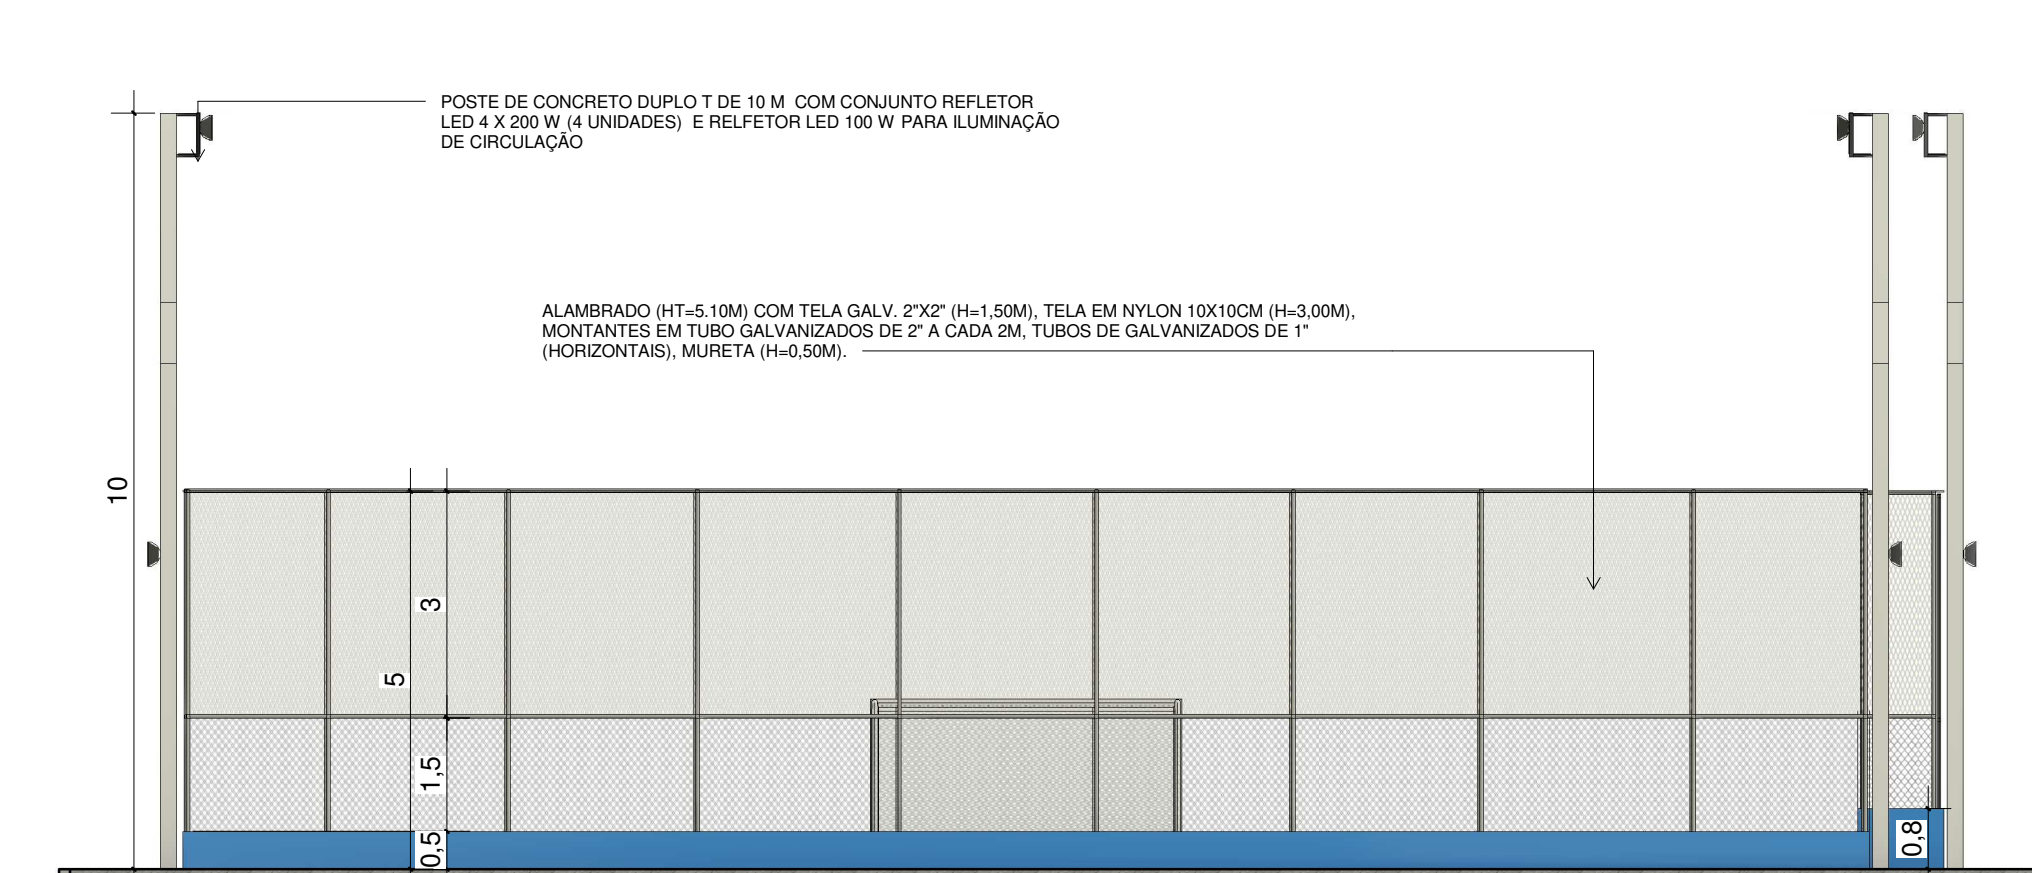 POSTE DE CONCRETO DUPLO T DE 10 M COM CONJUNTO REFLETOR
LED 4 X 200 W (4 UNIDADES) E RELFETOR LED 100 W PARA ILUMINAÇÃO
DE CIRCULAÇÃO
ALAMBRADO (HT=5.10M) COM TELA GALV. 2"X2" (H=1,50M), TELA EM NYLON 10X10CM (H=3,00M),
MONTANTES EM TUBO GALVANIZADOS DE 2" A CADA 2M, TUBOS DE GALVANIZADOS DE 1"
(HORIZONTAIS), MURETA (H=0,50M).
10
3
5
1,5
0,5
0,8